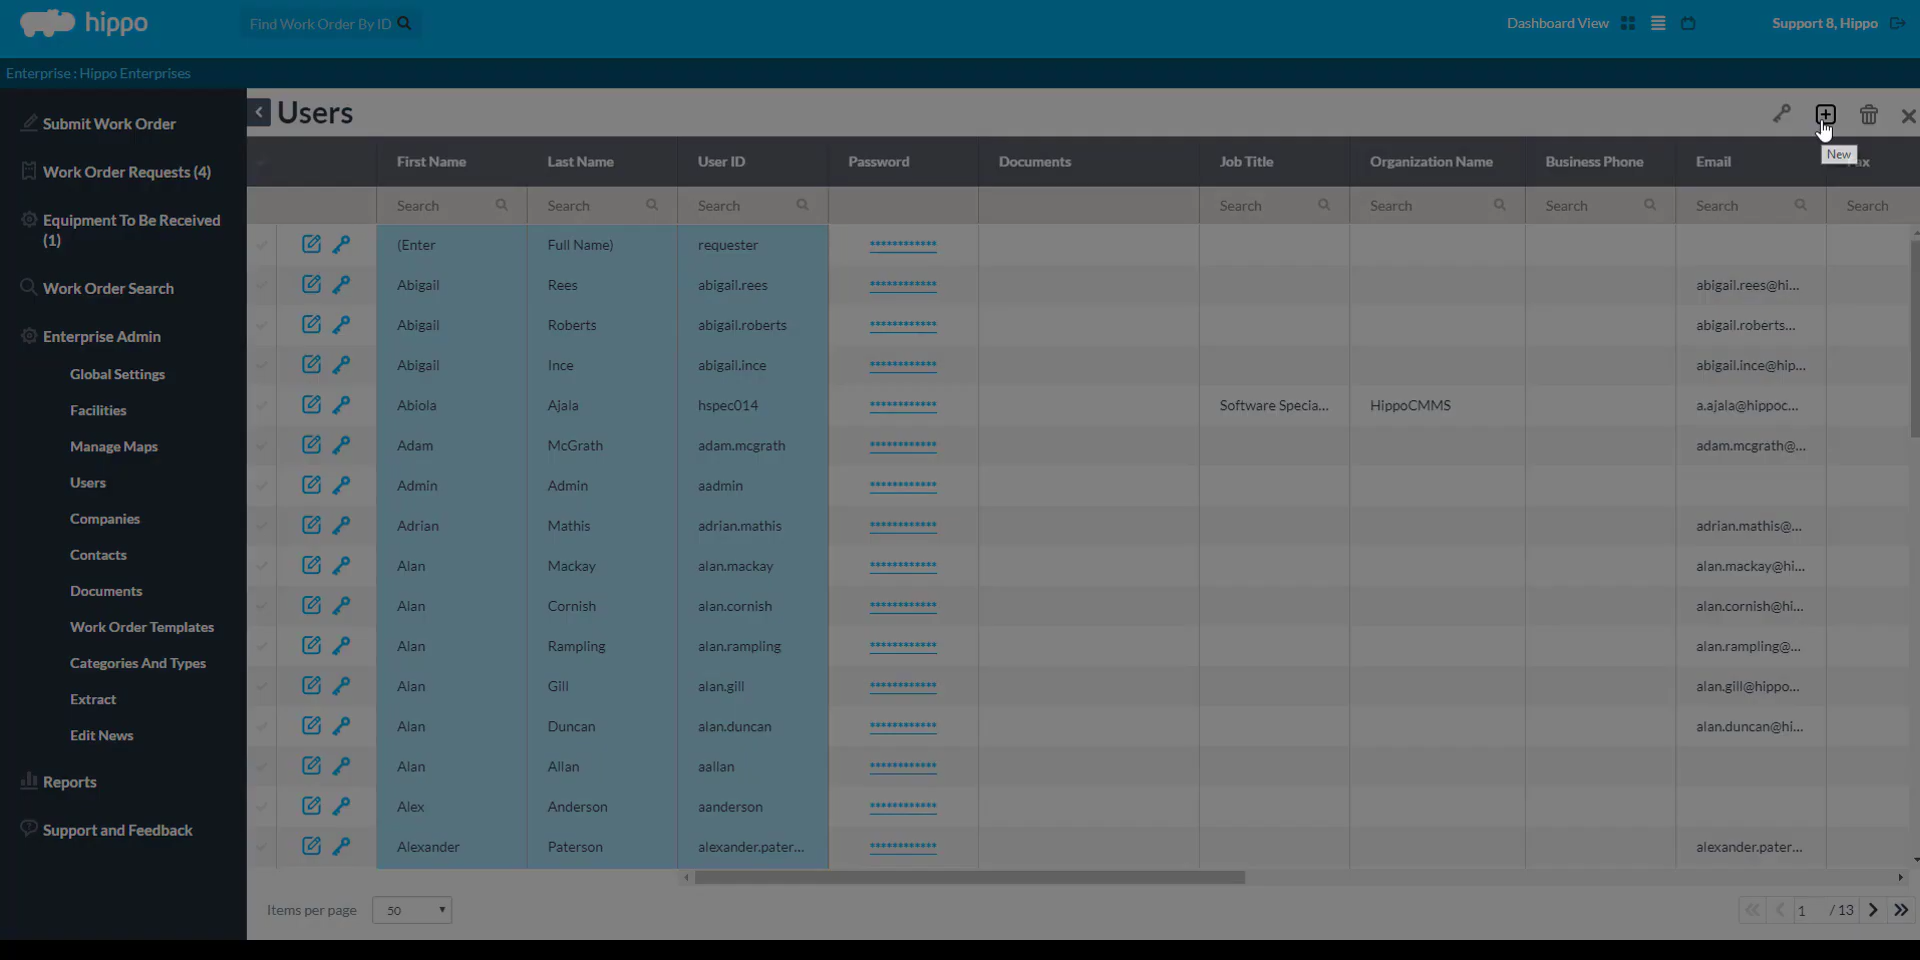 hippo
Find Work Order By ID
Dashboard View
Support 8, Hippo
Enterprise : Hippo Enterprises
Submit Work Order
Work Order Requests (4)
Equipment To Be Received
(1)
Work Order Search
Enterprise Admin
Global Settings
Facilities
Manage Maps
Users
Companies
Contacts
Documents
Work Order Templates
Categories And Types
Extract
Edit News
Reports
Support and Feedback
Users
New
First Name Last Name User ID Password Documents Job Title Organization Name Business Phone Email
Search Search Search Search Search Search Search Search
(Enter Full Name) requester ************
Abigail Rees abigail.rees ************ abigail.rees@hi...
Abigail Roberts abigail.roberts ************ abigail.roberts...
Abigail Ince abigail.ince ************ abigail.ince@hip...
Abiola Ajala hspec014 ************ Software Specia... HippoCMMS a.ajala@hippoc...
Adam McGrath adam.mcgrath ************ adam.mcgrath@...
Admin Admin aadmin ************
Adrian Mathis adrian.mathis ************ adrian.mathis@...
Alan Mackay alan.mackay ************ alan.mackay@hi...
Alan Cornish alan.cornish ************ alan.cornish@hi...
Alan Rampling alan.rampling ************ alan.rampling@...
Alan Gill alan.gill ************ alan.gill@hippo...
Alan Duncan alan.duncan ************ alan.duncan@hi...
Alan Allan aallan ************
Alex Anderson aanderson ************
Alexander Paterson alexander.pater... ************ alexander.pater...
Items per page 50
1 / 13